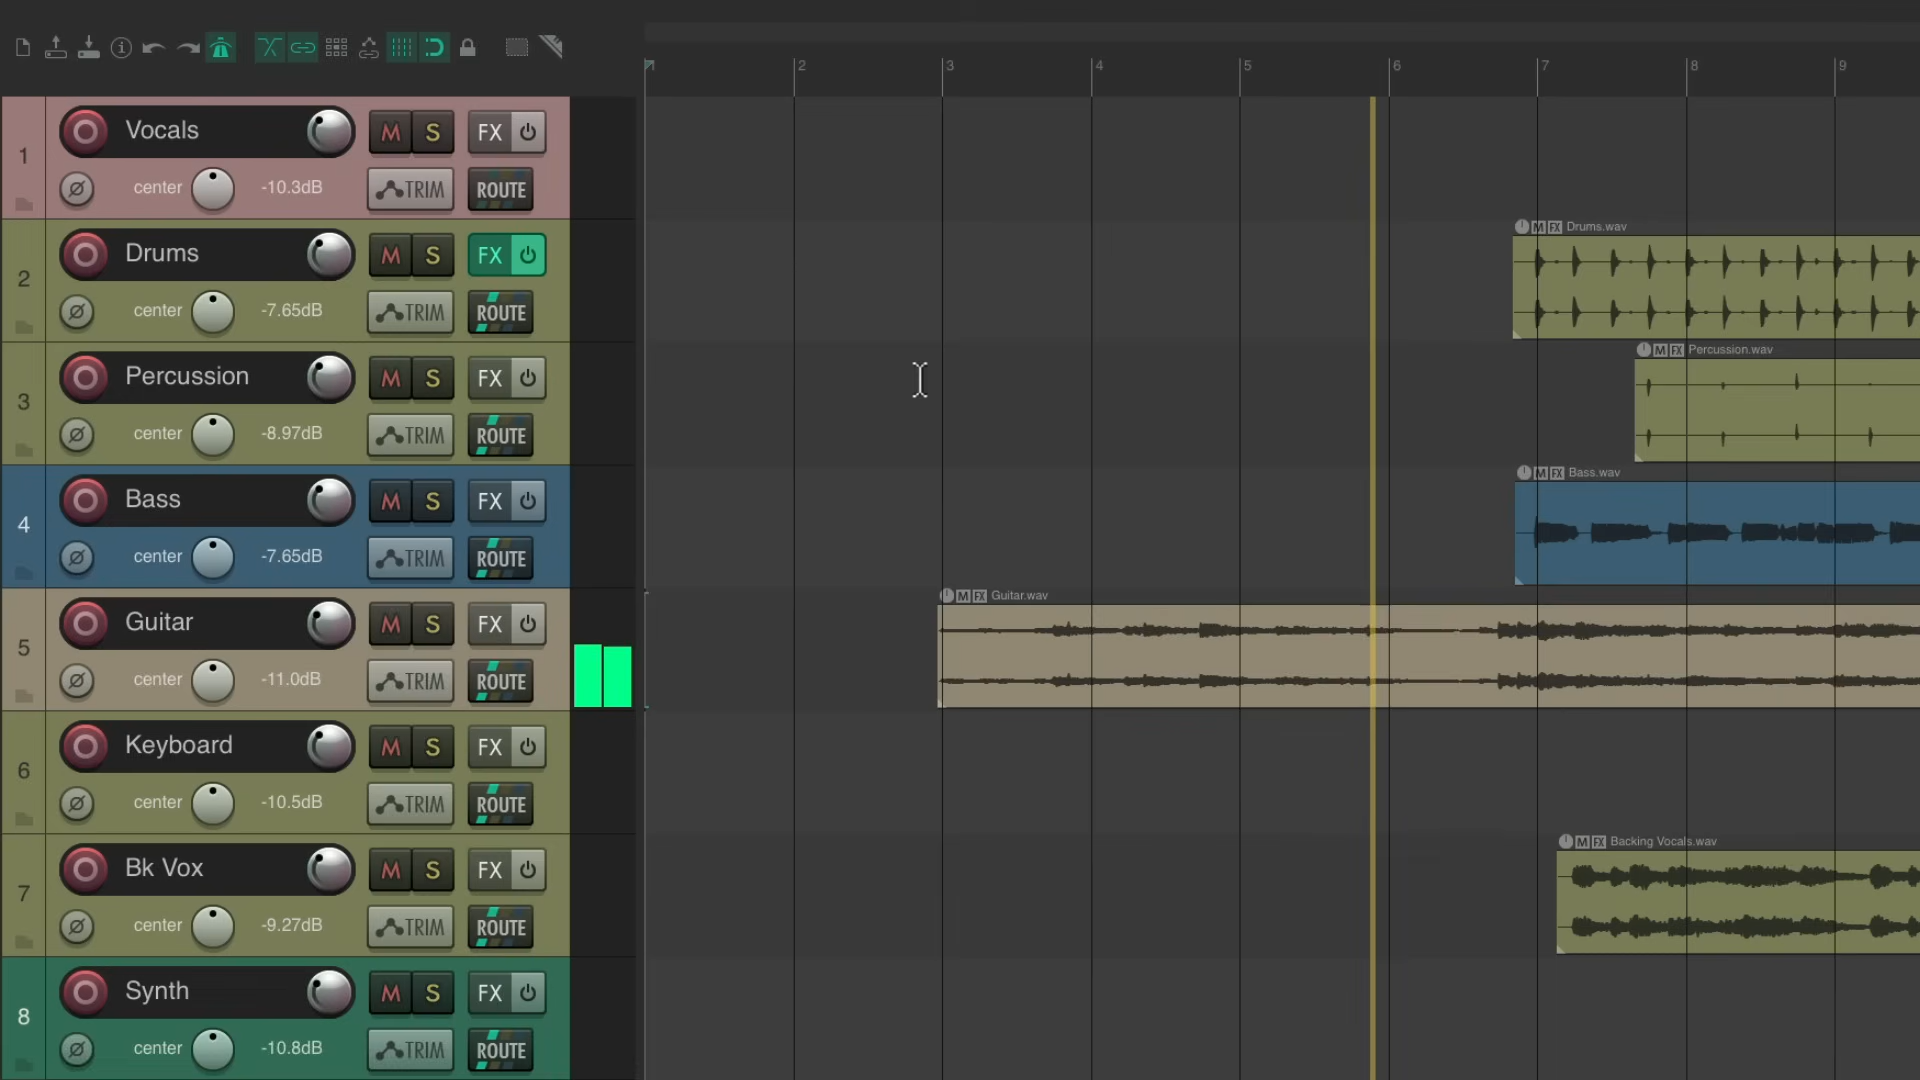 1 2 3 4 5 6 7 8 9
1 Vocals M S FX
center -10.3dB TRIM ROUTE
2 Drums M S FX
center -7.65dB TRIM ROUTE
M FX Drums.wav
3 Percussion M S FX
center -8.97dB TRIM ROUTE
M FX Percussion.wav
4 Bass M S FX
center -7.65dB TRIM ROUTE
M FX Bass.wav
5 Guitar M S FX
center -11.0dB TRIM ROUTE
M FX Guitar.wav
6 Keyboard M S FX
center -10.5dB TRIM ROUTE
7 Bk Vox M S FX
center -9.27dB TRIM ROUTE
M FX Backing Vocals.wav
8 Synth M S FX
center -10.8dB TRIM ROUTE